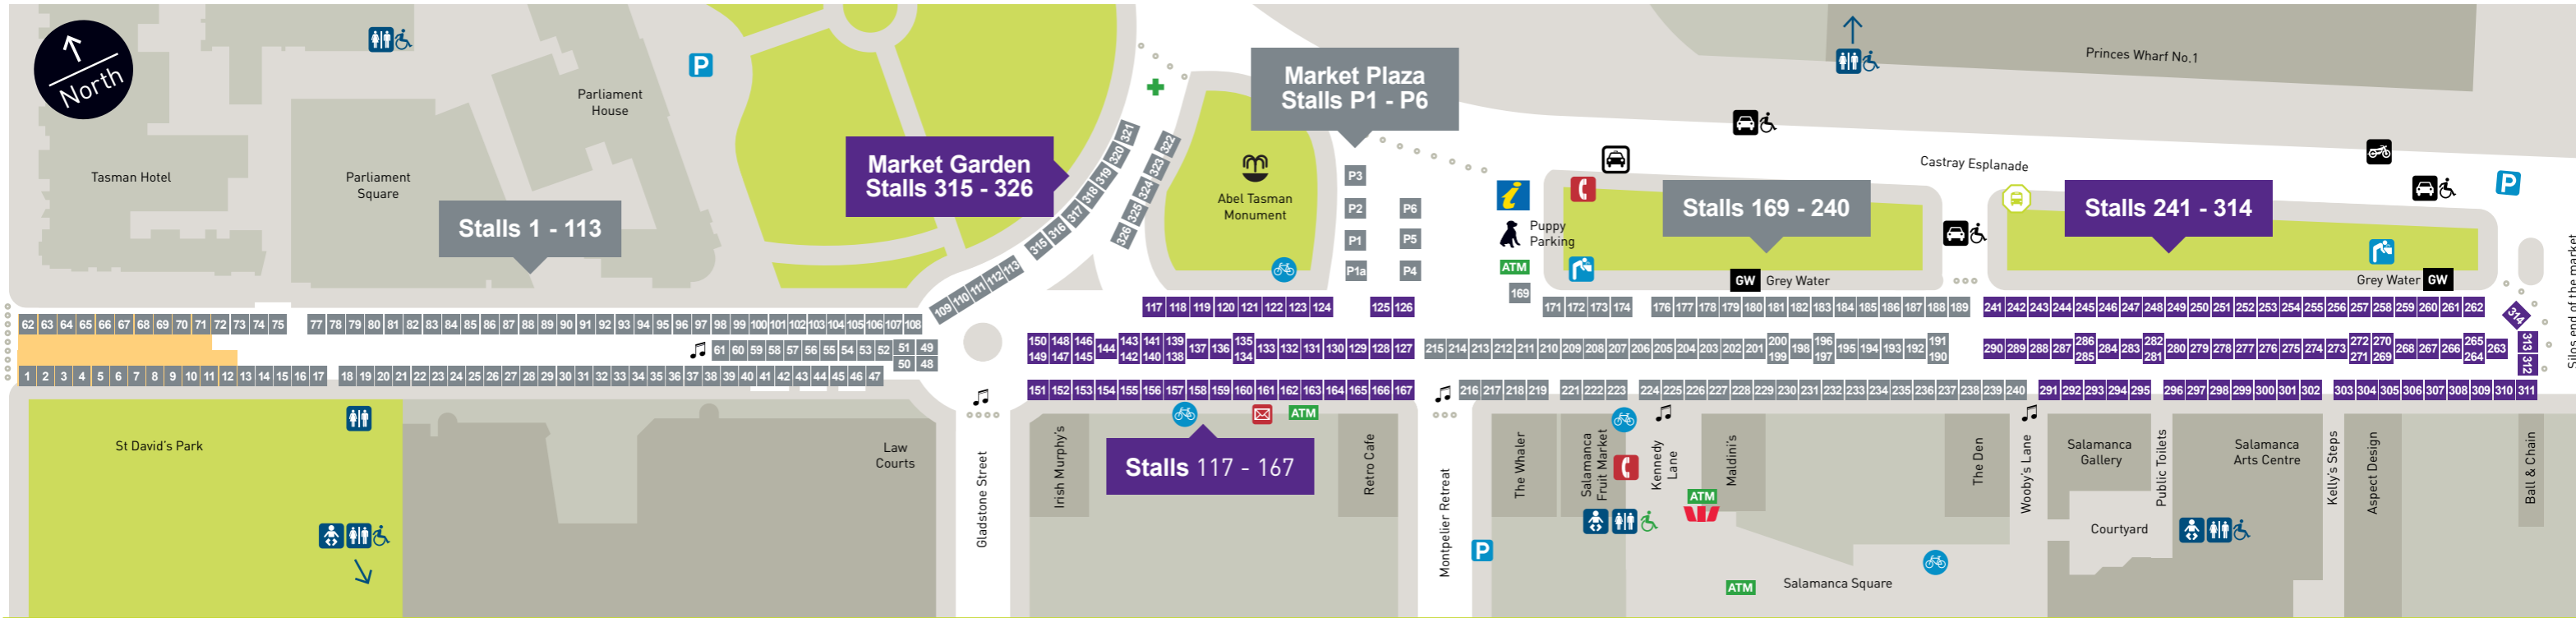 North
Tasman Hotel
Parliament
Square
Parliament
House
P
Stalls 1 - 113
Market Garden
Stalls 315 - 326
Market Plaza
Stalls P1 - P6
Abel Tasman
Monument
i
Puppy
Parking
ATM
Stalls 169 - 240
GW Grey Water
Castray Esplanade
Princes Wharf No.1
Stalls 241 - 314
Grey Water GW
P
Silos end of the market
321
320
319
318
317
316
315
322
323
324
325
326
P3
P2
P1
P1a
P6
P5
P4
109 110 111 112 113
62 63 64 65 66 67 68 69 70 71 72 73 74 75
77 78 79 80 81 82 83 84 85 86 87 88 89 90 91 92 93 94 95 96 97 98 99 100 101 102 103 104 105 106 107 108
117 118 119 120 121 122 123 124
125 126
169
171 172 173 174
176 177 178 179 180 181 182 183 184 185 186 187 188 189
241 242 243 244 245 246 247 248 249 250 251 252 253 254 255 256 257 258 259 260 261 262
314
61 60 59 58 57 56 55 54 53 52 51 49
50 48
150 148 146 144 143 141 139 137 136 135 133 132 131 130 129 128 127
149 147 145 142 140 138 134
215 214 213 212 211 210 209 208 207 206 205 204 203 202 201 200 198 196 195 194 193 192 191
199 197 190
290 289 288 287 286 284 283 282 280 279 278 277 276 275 274 273 272 270 268 267 266 265 263
285 281 271 269 264
313
312
1 2 3 4 5 6 7 8 9 10 11 12 13 14 15 16 17
18 19 20 21 22 23 24 25 26 27 28 29 30 31 32 33 34 35 36 37 38 39 40 41 42 43 44 45 46 47
151 152 153 154 155 156 157 158 159 160 161 162 163 164 165 166 167
216 217 218 219
221 222 223
224 225 226 227 228 229 230 231 232 233 234 235 236 237 238 239 240
291 292 293 294 295
296 297 298 299 300 301 302
303 304 305 306 307 308 309 310 311
St David's Park
Law
Courts
Gladstone Street
Irish Murphy's
ATM
Stalls 117 - 167
Retro Cafe
Montpelier Retreat
P
The Whaler
Salamanca
Fruit Market
Kennedy
Lane
ATM
Maldini's
ATM
Salamanca Square
The Den
Wooby's Lane
Salamanca
Gallery
Courtyard
Public Toilets
Salamanca
Arts Centre
Kelly's Steps
Aspect Design
Ball & Chain